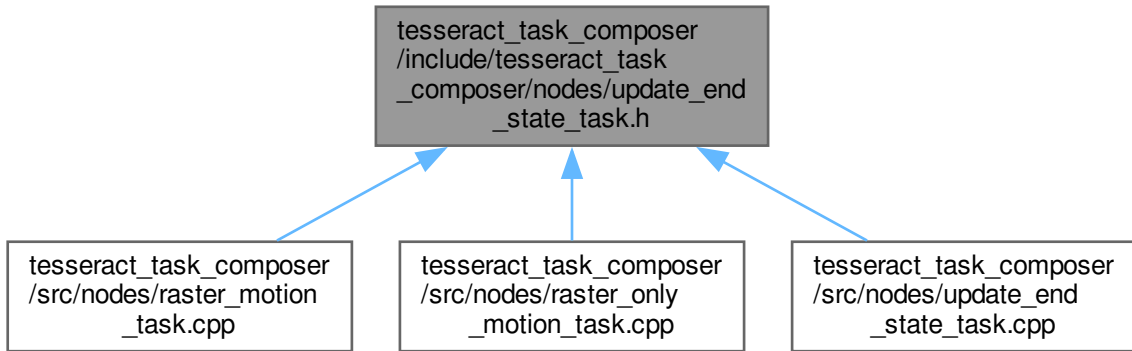 tesseract_task_composer
/include/tesseract_task
_composer/nodes/update_end
_state_task.h
tesseract_task_composer
/src/nodes/raster_motion
_task.cpp
tesseract_task_composer
/src/nodes/raster_only
_motion_task.cpp
tesseract_task_composer
/src/nodes/update_end
_state_task.cpp